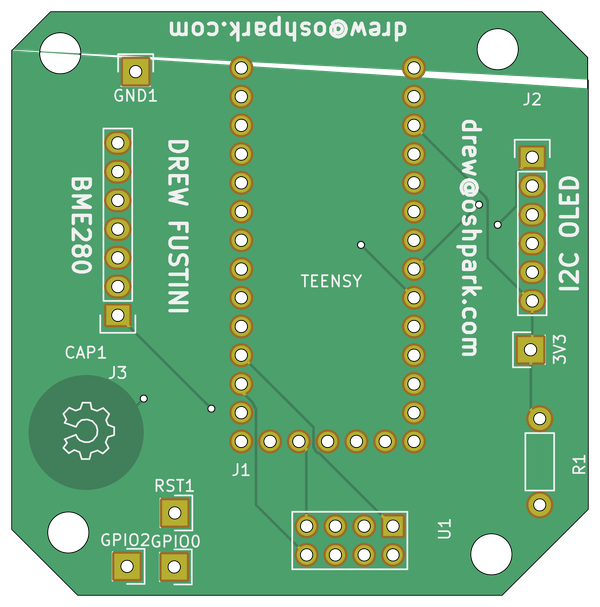 drew@oshpark.com
GND1
J2
DREW FUSTINI
BME280
drew@oshpark.com
I2C OLED
TEENSY
3V3
CAP1
J3
J1
R1
RST1
U1
GPIO2
GPIO0